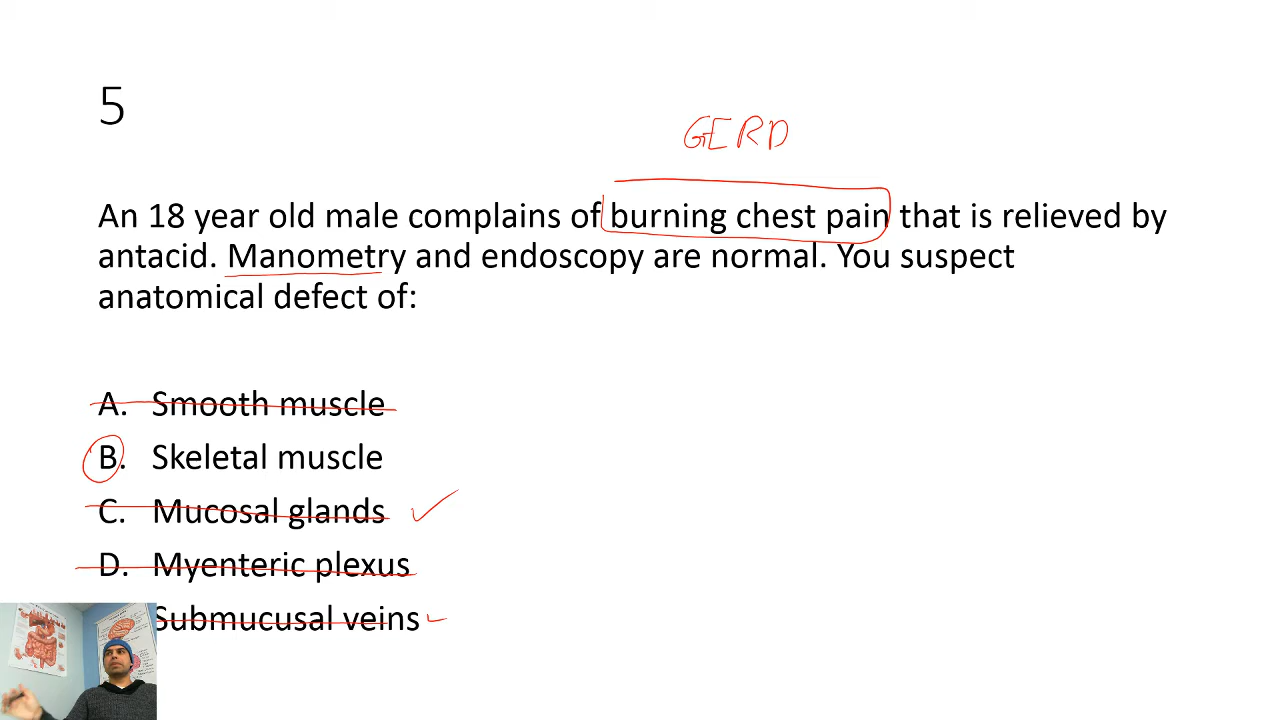 5
GERD
An 18 year old male complains of burning chest pain that is relieved by
antacid. Manometry and endoscopy are normal. You suspect
anatomical defect of:
A. Smooth muscle
B. Skeletal muscle
C. Mucosal glands
D. Myenteric plexus
Submucusal veins